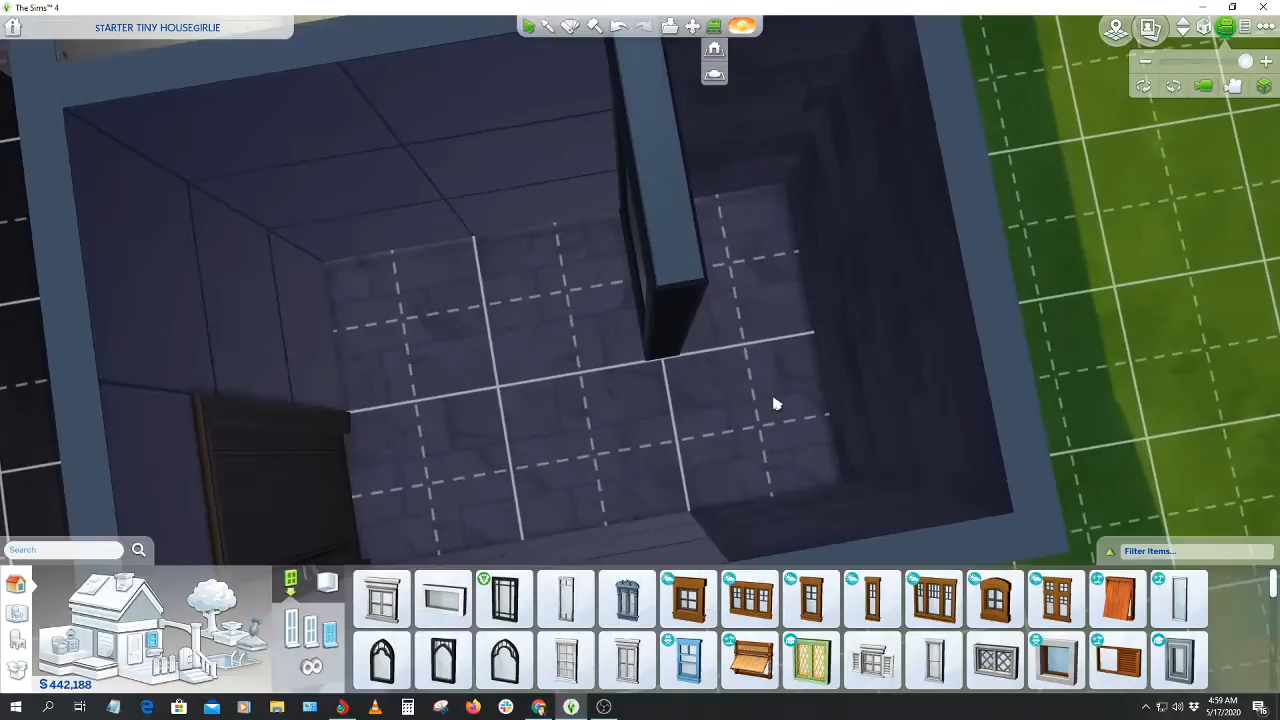 The Sims™ 4
STARTER TINY HOUSEGIRLIE
Search
Filter Items...
§442,188
4:59 AM
5/17/2020